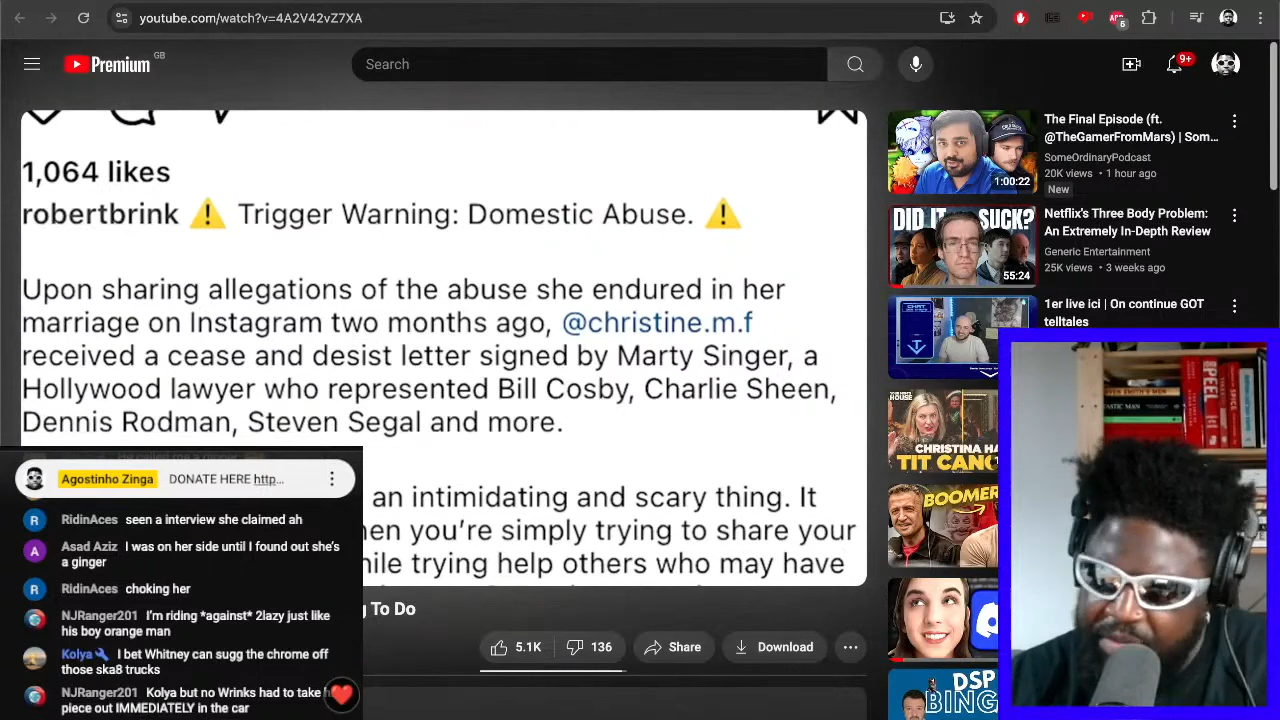 youtube.com/watch?v=4A2V42vZ7XA
6
Premium GB
Search
9+
1,064 likes
robertbrink ⚠️ Trigger Warning: Domestic Abuse. ⚠️
Upon sharing allegations of the abuse she endured in her
marriage on Instagram two months ago, @christine.m.f
received a cease and desist letter signed by Marty Singer, a
Hollywood lawyer who represented Bill Cosby, Charlie Sheen,
Dennis Rodman, Steven Segal and more.
an intimidating and scary thing. It
hen you're simply trying to share your
hile trying help others who may have
g To Do
5.1K
136
Share
Download
Agostinho Zinga DONATE HERE http...
RidinAces seen a interview she claimed ah
Asad Aziz I was on her side until I found out she's
a ginger
RidinAces choking her
NJRanger201 I'm riding *against* 2lazy just like
his boy orange man
Kolya I bet Whitney can sugg the chrome off
those ska8 trucks
NJRanger201 Kolya but no Wrinks had to take h
piece out IMMEDIATELY in the car
The Final Episode (ft.
@TheGamerFromMars) | Som...
SomeOrdinaryPodcast
20K views • 1 hour ago
New
1:00:22
DID IT SUCK?
55:24
Netflix's Three Body Problem:
An Extremely In-Depth Review
Generic Entertainment
25K views • 3 weeks ago
CHAT
1er live ici | On continue GOT
telltales
CHRISTINA HA
TIT CANC
BOOMER
DSP
BING
SPEE